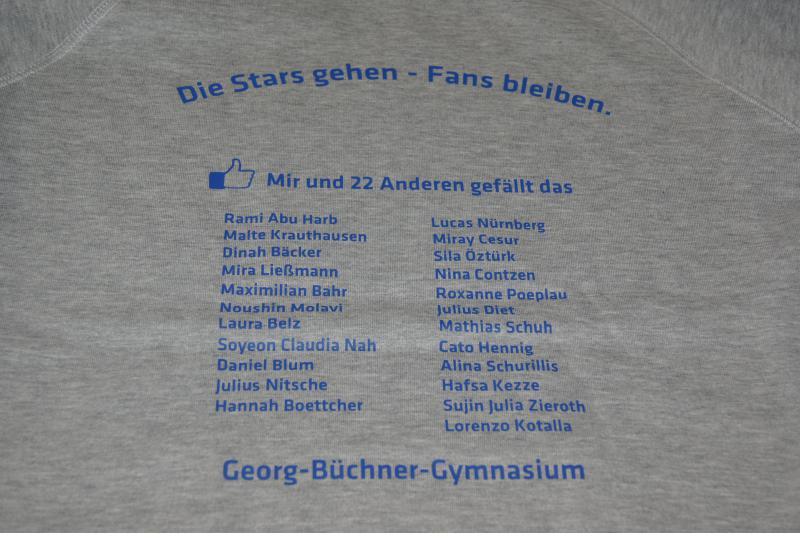 Die Stars gehen - Fans bleiben.
Mir und 22 Anderen gefällt das
Rami Abu Harb
Malte Krauthausen
Dinah Bäcker
Mira Ließmann
Maximilian Bahr
Noushin Molavi
Laura Belz
Soyeon Claudia Nah
Daniel Blum
Julius Nitsche
Hannah Boettcher
Lucas Nürnberg
Miray Cesur
Sila Öztürk
Nina Contzen
Roxanne Poeplau
Julius Diet
Mathias Schuh
Cato Hennig
Alina Schurillis
Hafsa Kezze
Sujin Julia Zieroth
Lorenzo Kotalla
Georg-Büchner-Gymnasium